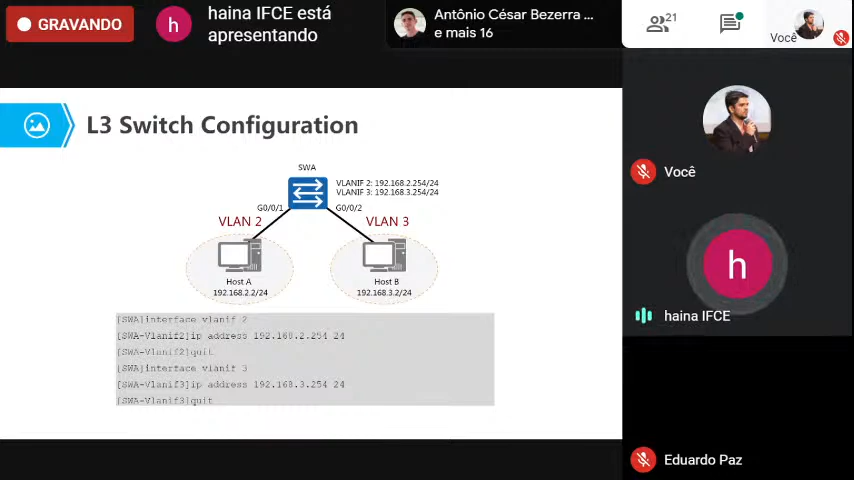 GRAVANDO
h
haina IFCE está
apresentando
Antônio César Bezerra ...
e mais 16
21
Você
L3 Switch Configuration
SWA
VLANIF 2: 192.168.2.254/24
VLANIF 3: 192.168.3.254/24
G0/0/1
G0/0/2
VLAN 2
VLAN 3
Host A
192.168.2.2/24
Host B
192.168.3.2/24
[SWA]interface vlanif 2
[SWA-Vlanif2]ip address 192.168.2.254 24
[SWA-Vlanif2]quit
[SWA]interface vlanif 3
[SWA-Vlanif3]ip address 192.168.3.254 24
[SWA-Vlanif3]quit
Você
h
haina IFCE
Eduardo Paz